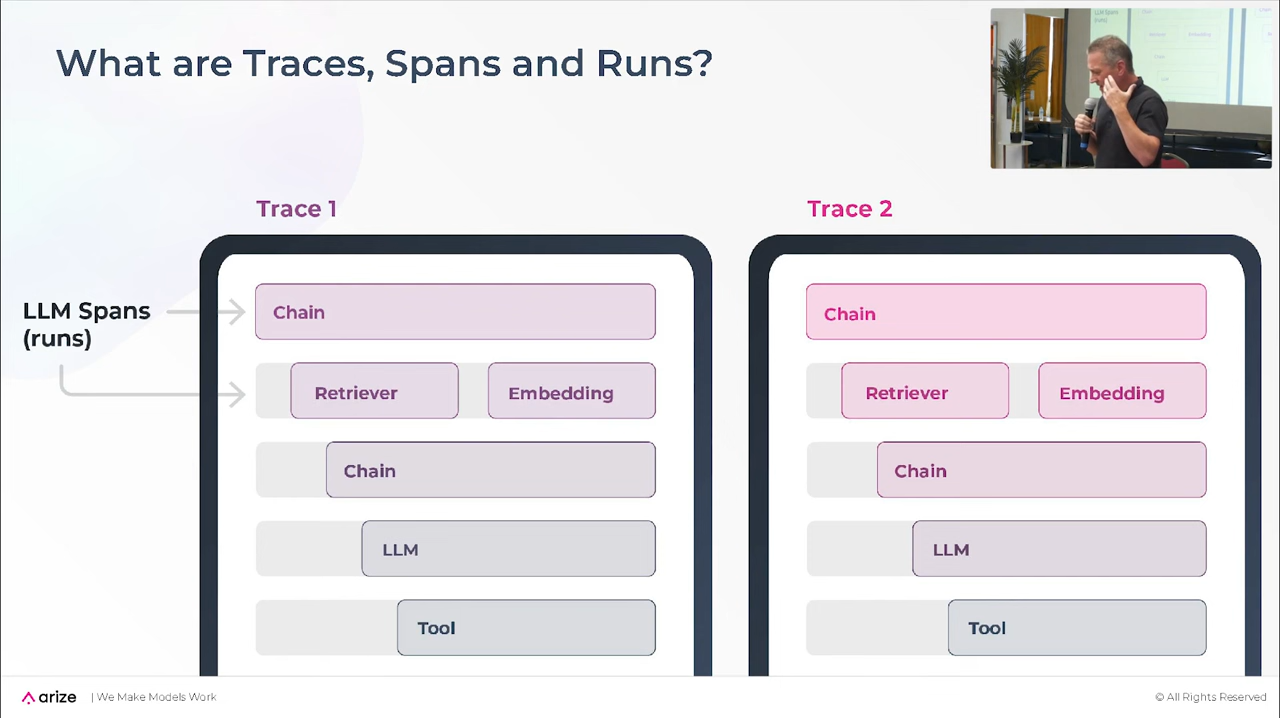 What are Traces, Spans and Runs?
Trace 1
Trace 2
LLM Spans
(runs)
Chain
Retriever
Embedding
Chain
LLM
Tool
Chain
Retriever
Embedding
Chain
LLM
Tool
arize | We Make Models Work
© All Rights Reserved